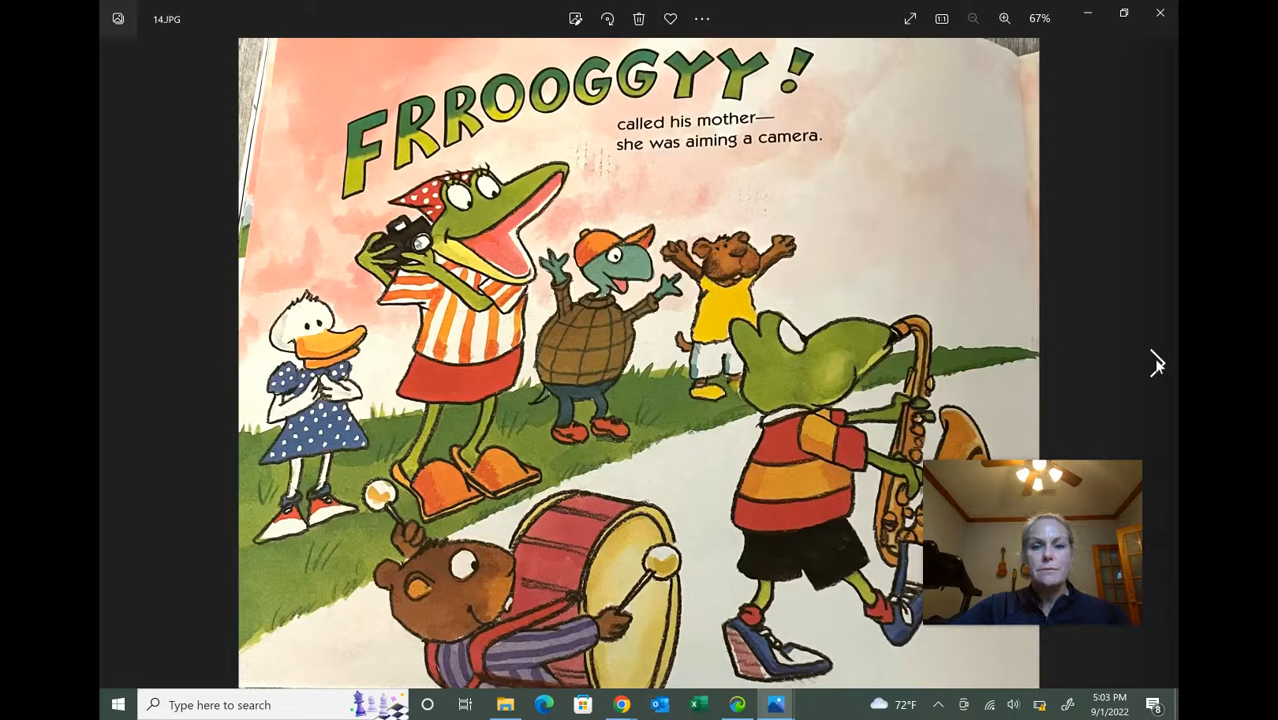 14.JPG
67%
FRROOGGYY!
called his mother—
she was aiming a camera.
Type here to search
72°F
5:03 PM
9/1/2022
8